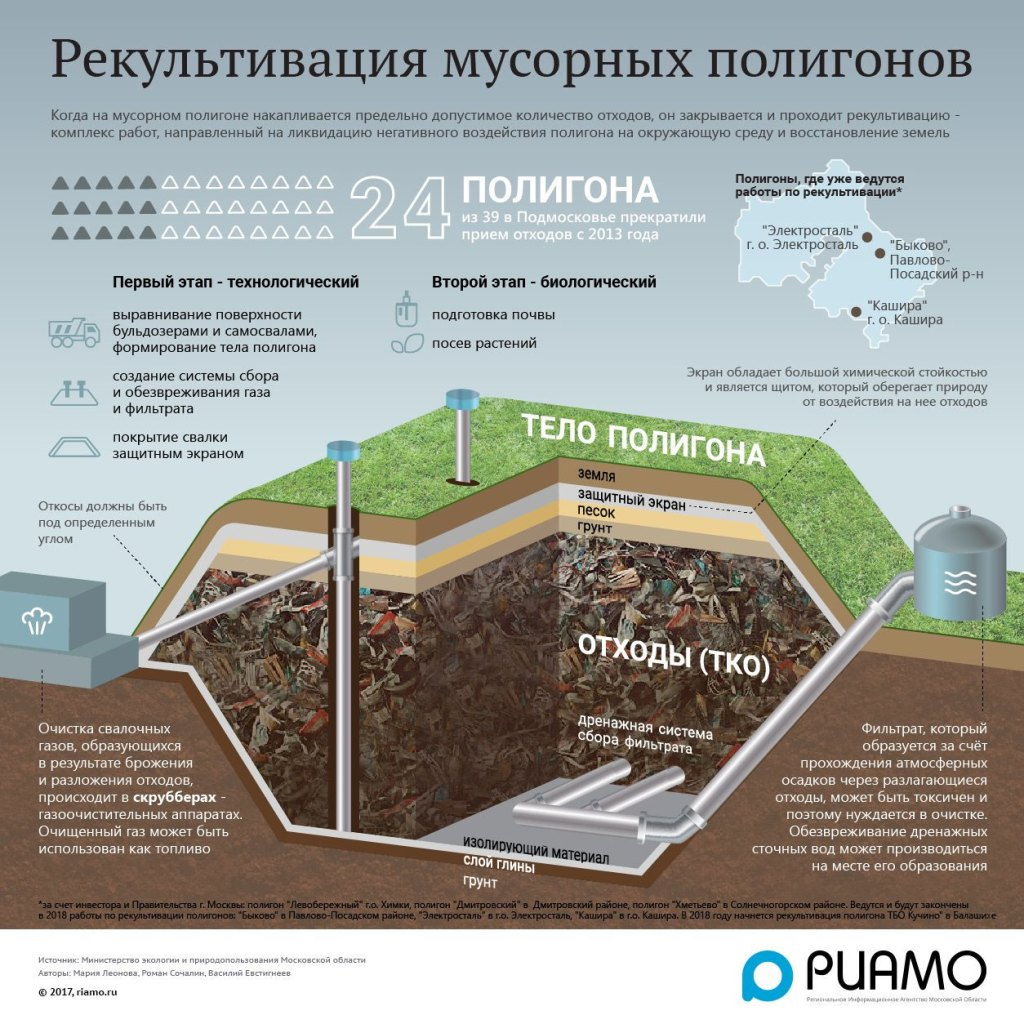 Рекультивация мусорных полигонов
Когда на мусорном полигоне накапливается предельно допустимое количество отходов, он закрывается и проходит рекультивацию -
комплекс работ, направленный на ликвидацию негативного воздействия полигона на окружающую среду и восстановление земель
24
ПОЛИГОНА
из 39 в Подмосковье прекратили
прием отходов с 2013 года
Полигоны, где уже ведутся
работы по рекультивации*
"Электросталь"
г. о. Электросталь
"Быково",
Павлово-
Посадский р-н
"Кашира"
г. о. Кашира
Первый этап - технологический
выравнивание поверхности
бульдозерами и самосвалами,
формирование тела полигона
создание системы сбора
и обезвреживания газа
и фильтрата
покрытие свалки
защитным экраном
Второй этап - биологический
подготовка почвы
посев растений
Экран обладает большой химической стойкостью
и является щитом, который оберегает природу
от воздействия на нее отходов
Откосы должны быть
под определенным
углом
ТЕЛО ПОЛИГОНА
земля
защитный экран
песок
грунт
ОТХОДЫ (ТКО)
дренажная система
сбора фильтрата
изолирующий материал
слой глины
грунт
Очистка свалочных
газов, образующихся
в результате брожения
и разложения отходов,
происходит в скрубберах -
газоочистительных аппаратах.
Очищенный газ может быть
использован как топливо
Фильтрат, который
образуется за счёт
прохождения атмосферных
осадков через разлагающиеся
отходы, может быть токсичен и
поэтому нуждается в очистке.
Обезвреживание дренажных
сточных вод может производиться
на месте его образования
*за счет инвестора и Правительства г. Москвы: полигон "Левобережный" г.о. Химки, полигон "Дмитровский" в Дмитровский районе, полигон "Хметьево" в Солнечногорском районе. Ведутся и будут закончены
в 2018 работы по рекультивации полигонов: "Быково" в Павлово-Посадском районе, "Электросталь" в г.о. Электросталь, "Кашира" в г.о. Кашира. В 2018 году начнется рекультивация полигона ТБО Кучино" в Балашихе
Источник: Министерство экологии и природопользования Московской области
Авторы: Мария Леонова, Роман Сочалин, Василий Евстигнеев
© 2017, riamo.ru
РИАМО
Региональное Информационное Агентство Московской Области